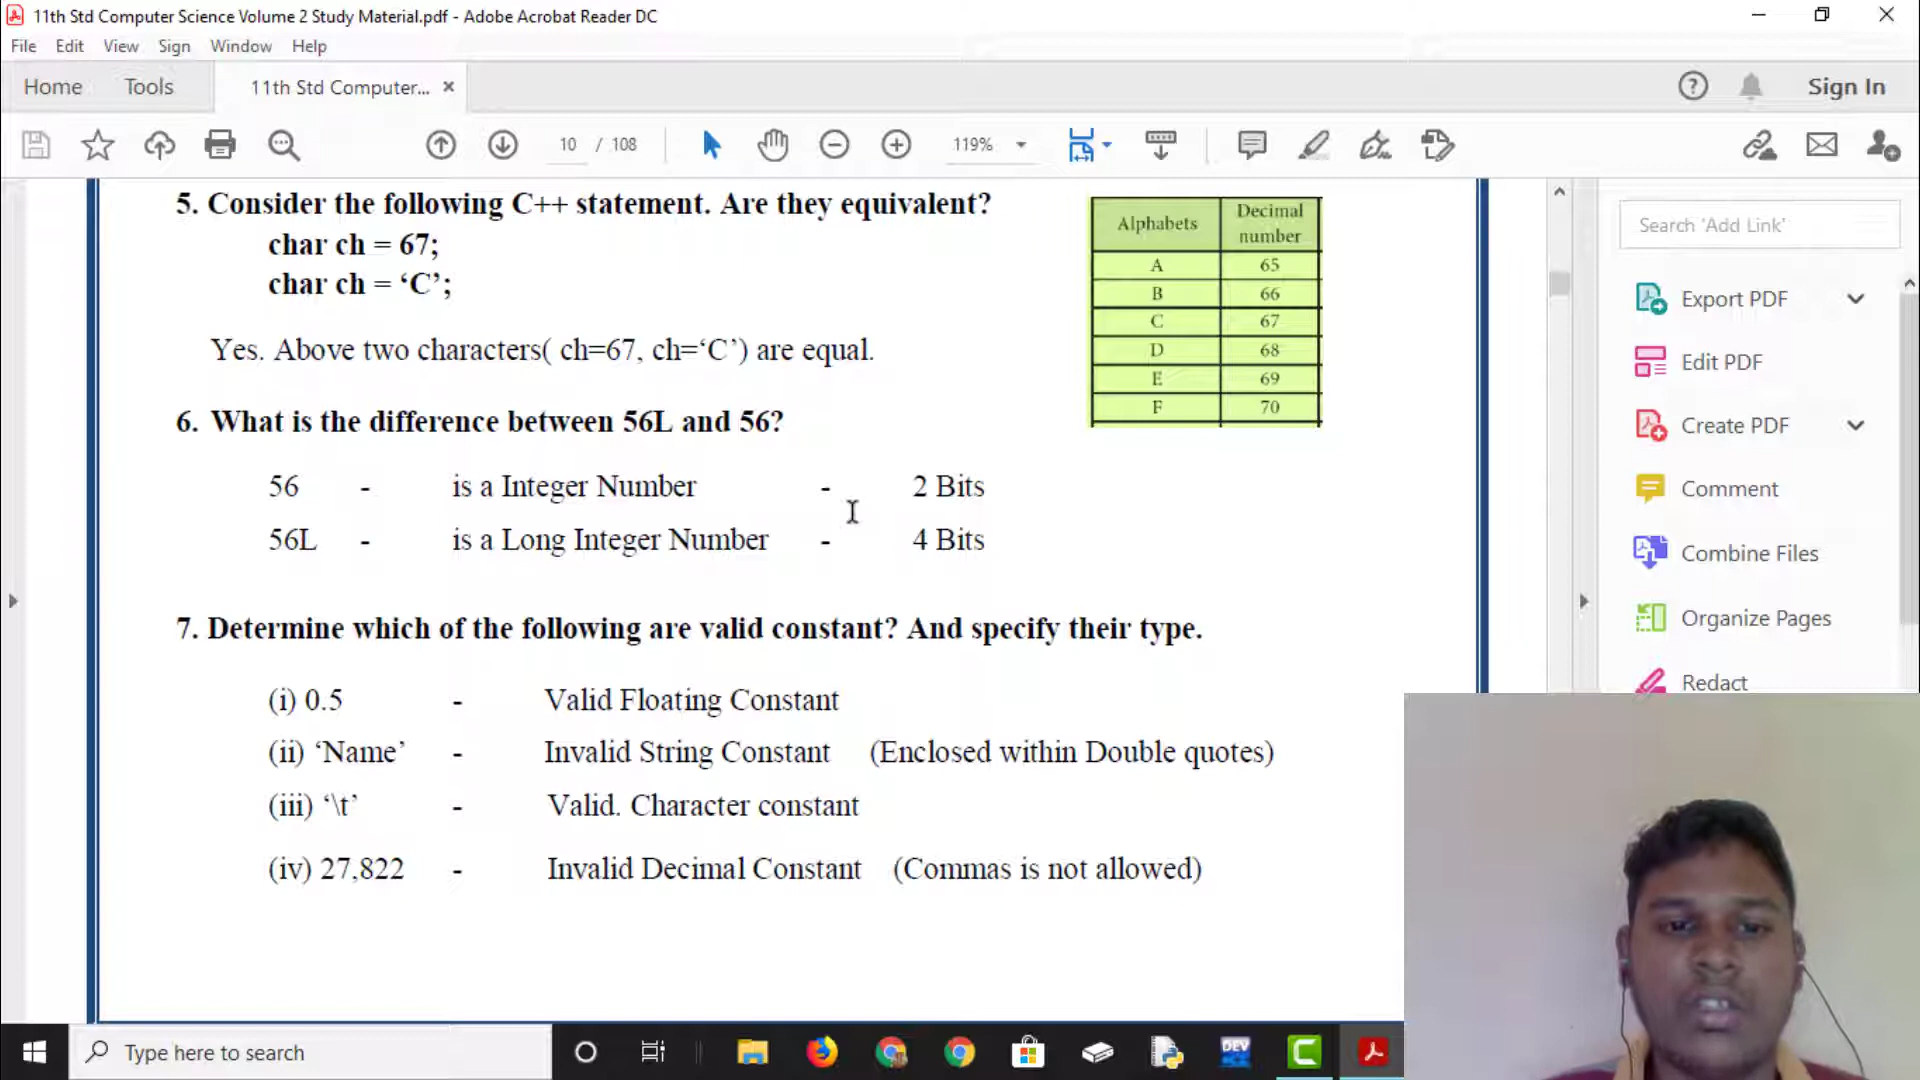 11th Std Computer Science Volume 2 Study Material.pdf - Adobe Acrobat Reader DC
File Edit View Sign Window Help
Home Tools 11th Std Computer... × Sign In
10 / 108 119%
5. Consider the following C++ statement. Are they equivalent?
char ch = 67;
char ch = ‘C’;
Yes. Above two characters( ch=67, ch=‘C’) are equal.
Alphabets Decimal number
A 65
B 66
C 67
D 68
E 69
F 70
6. What is the difference between 56L and 56?
56 - is a Integer Number - 2 Bits
56L - is a Long Integer Number - 4 Bits
7. Determine which of the following are valid constant? And specify their type.
(i) 0.5 - Valid Floating Constant
(ii) ‘Name’ - Invalid String Constant (Enclosed within Double quotes)
(iii) ‘\t’ - Valid. Character constant
(iv) 27,822 - Invalid Decimal Constant (Commas is not allowed)
Search ‘Add Link’
Export PDF
Edit PDF
Create PDF
Comment
Combine Files
Organize Pages
Redact
Type here to search
DEV